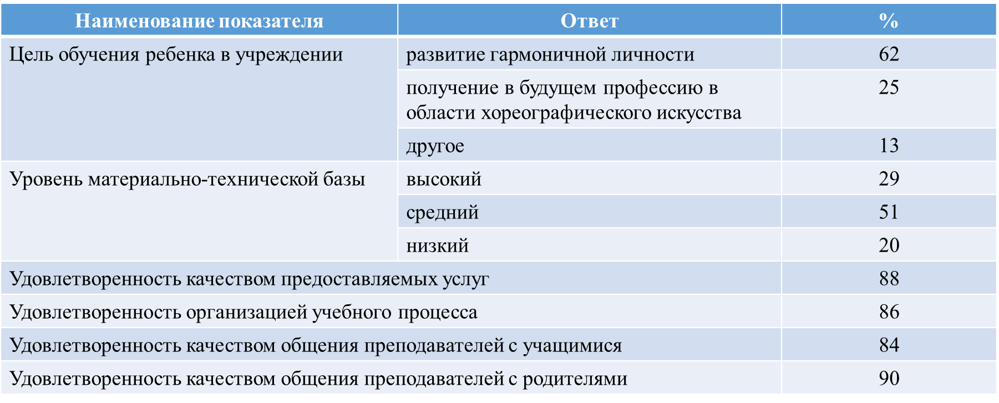 Наименование показателя Ответ %
Цель обучения ребенка в учреждении развитие гармоничной личности 62
получение в будущем профессию в 25
области хореографического искусства
другое 13
Уровень материально-технической базы высокий 29
средний 51
низкий 20
Удовлетворенность качеством предоставляемых услуг 88
Удовлетворенность организацией учебного процесса 86
Удовлетворенность качеством общения преподавателей с учащимися 84
Удовлетворенность качеством общения преподавателей с родителями 90